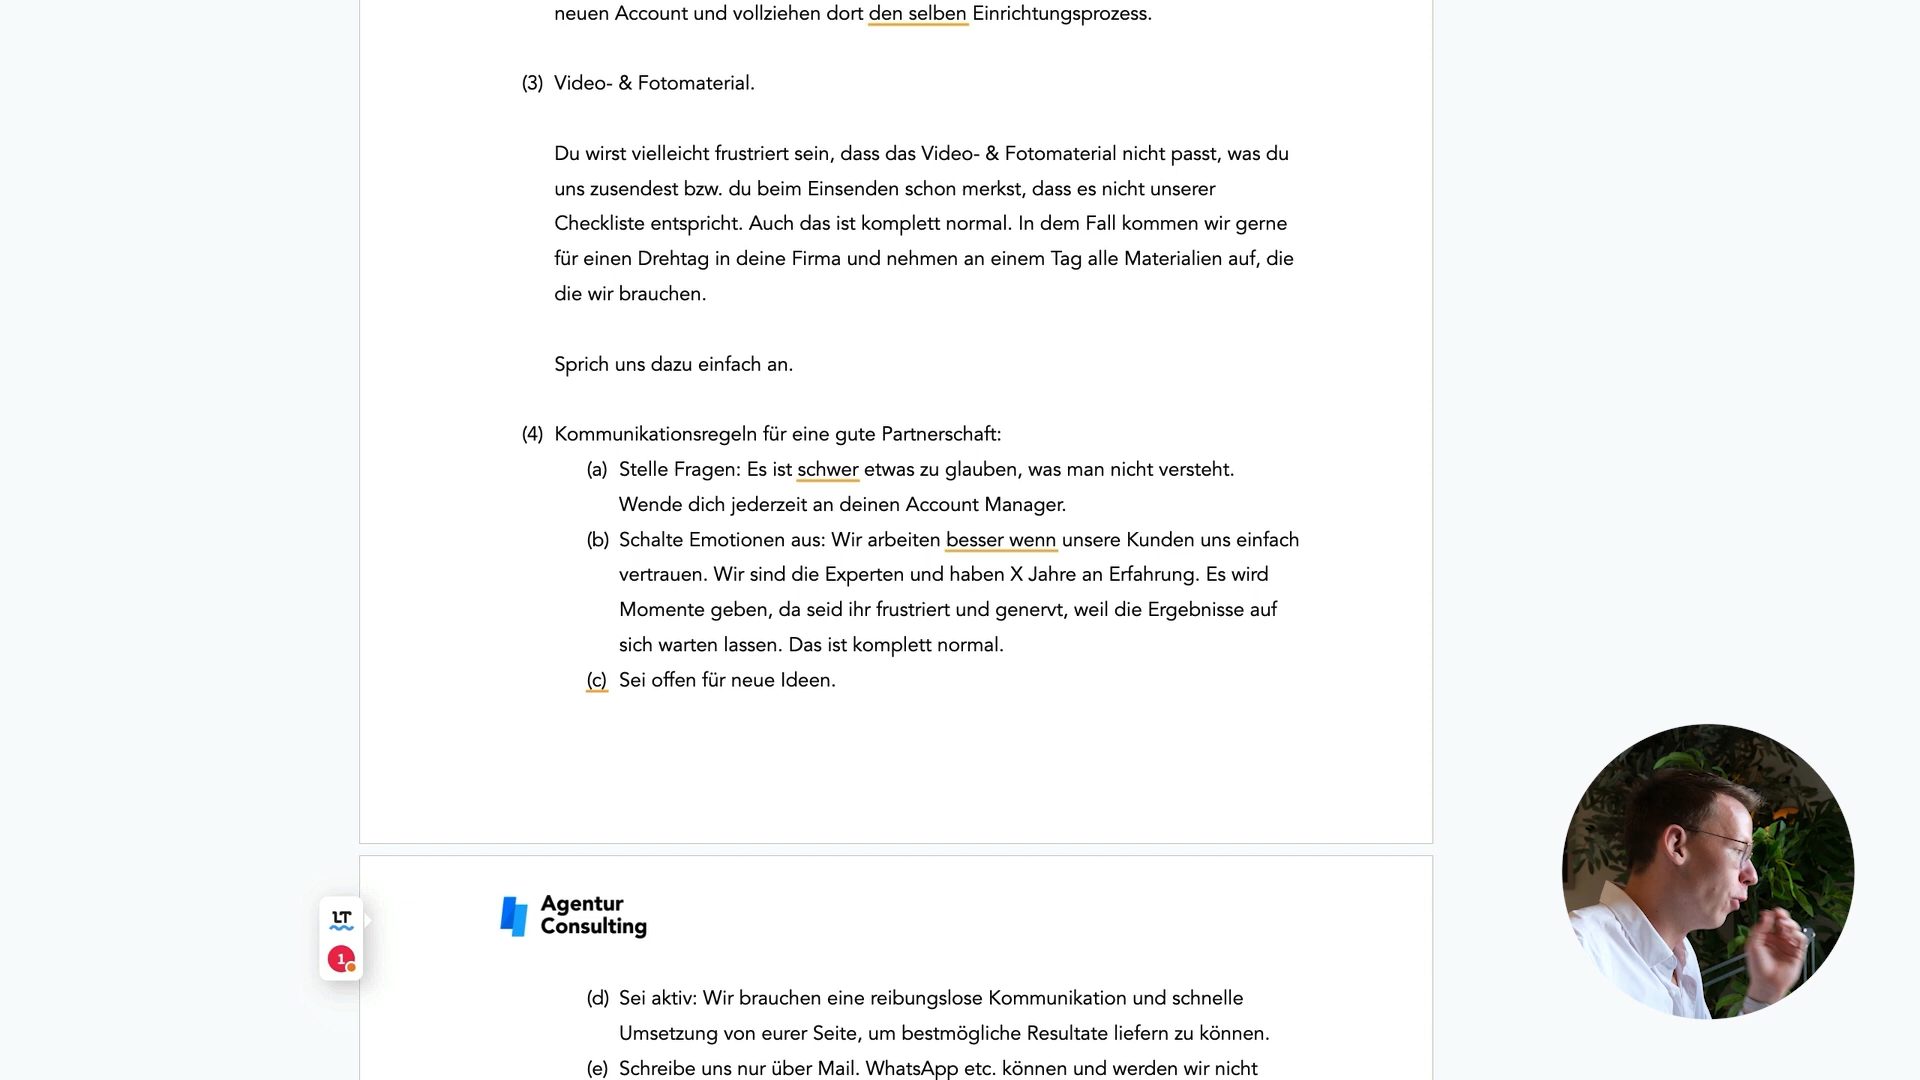 neuen Account und vollziehen dort den selben Einrichtungsprozess.
(3) Video- & Fotomaterial.
Du wirst vielleicht frustriert sein, dass das Video- & Fotomaterial nicht passt, was du
uns zusendest bzw. du beim Einsenden schon merkst, dass es nicht unserer
Checkliste entspricht. Auch das ist komplett normal. In dem Fall kommen wir gerne
für einen Drehtag in deine Firma und nehmen an einem Tag alle Materialien auf, die
die wir brauchen.
Sprich uns dazu einfach an.
(4) Kommunikationsregeln für eine gute Partnerschaft:
(a) Stelle Fragen: Es ist schwer etwas zu glauben, was man nicht versteht.
Wende dich jederzeit an deinen Account Manager.
(b) Schalte Emotionen aus: Wir arbeiten besser wenn unsere Kunden uns einfach
vertrauen. Wir sind die Experten und haben X Jahre an Erfahrung. Es wird
Momente geben, da seid ihr frustriert und genervt, weil die Ergebnisse auf
sich warten lassen. Das ist komplett normal.
(c) Sei offen für neue Ideen.
Agentur
Consulting
LT
1
(d) Sei aktiv: Wir brauchen eine reibungslose Kommunikation und schnelle
Umsetzung von eurer Seite, um bestmögliche Resultate liefern zu können.
(e) Schreibe uns nur über Mail. WhatsApp etc. können und werden wir nicht